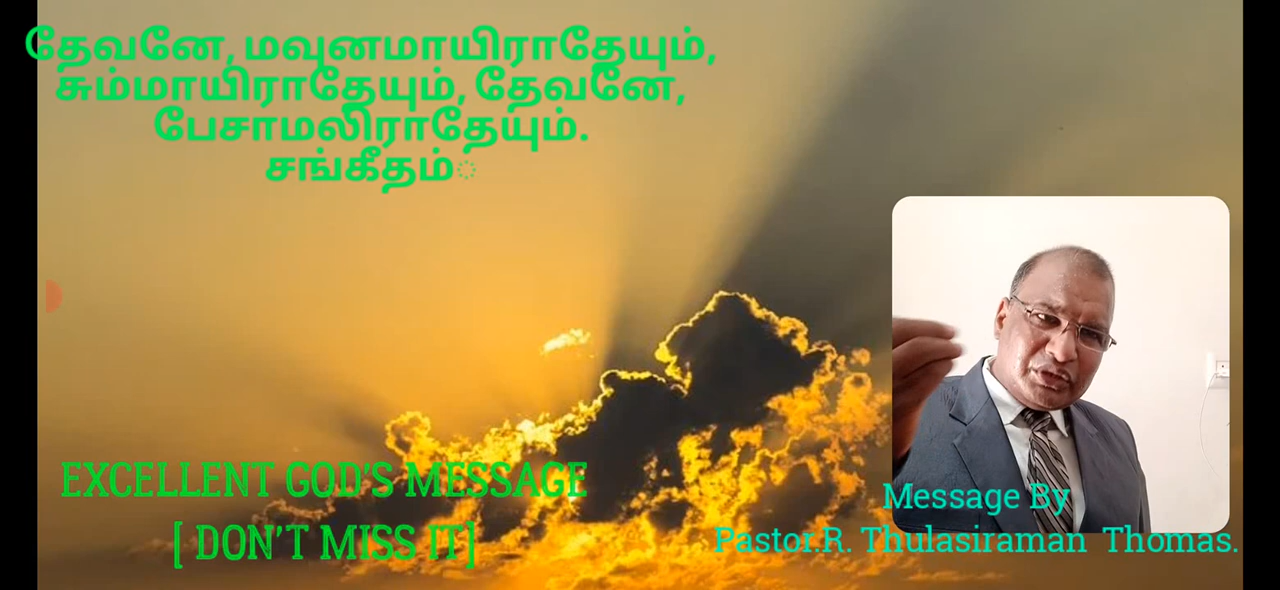 தேவனே, மவுனமாயிராதேயும்,
சும்மாயிராதேயும், தேவனே,
பேசாமலிராதேயும்.
சங்கீதம்
EXCELLENT GOD'S MESSAGE
[ DON'T MISS IT]
Message By
Pastor.R. Thulasiraman Thomas.